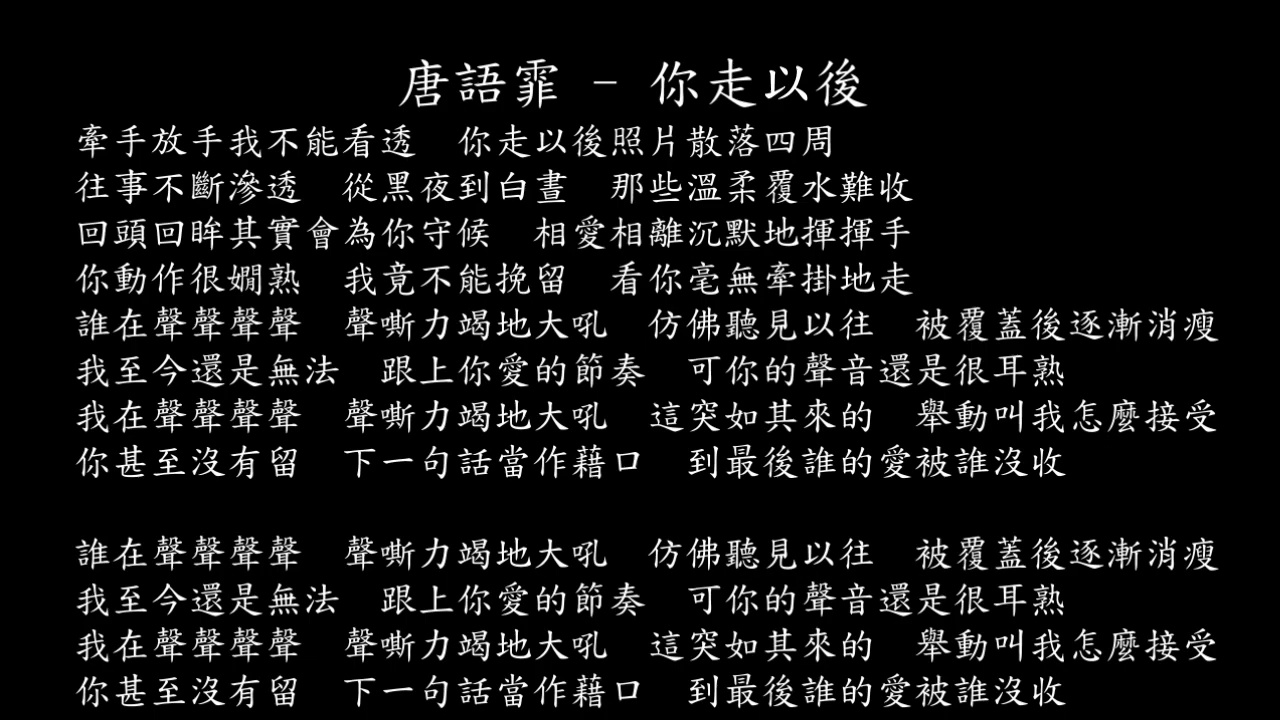 唐語霏 - 你走以後
牽手放手我不能看透　你走以後照片散落四周
往事不斷滲透　從黑夜到白晝　那些溫柔覆水難收
回頭回眸其實會為你守候　相愛相離沉默地揮揮手
你動作很嫺熟　我竟不能挽留　看你毫無牽掛地走
誰在聲聲聲聲　聲嘶力竭地大吼　仿佛聽見以往　被覆蓋後逐漸消瘦
我至今還是無法　跟上你愛的節奏　可你的聲音還是很耳熟
我在聲聲聲聲　聲嘶力竭地大吼　這突如其來的　舉動叫我怎麼接受
你甚至沒有留　下一句話當作藉口　到最後誰的愛被誰沒收
誰在聲聲聲聲　聲嘶力竭地大吼　仿佛聽見以往　被覆蓋後逐漸消瘦
我至今還是無法　跟上你愛的節奏　可你的聲音還是很耳熟
我在聲聲聲聲　聲嘶力竭地大吼　這突如其來的　舉動叫我怎麼接受
你甚至沒有留　下一句話當作藉口　到最後誰的愛被誰沒收